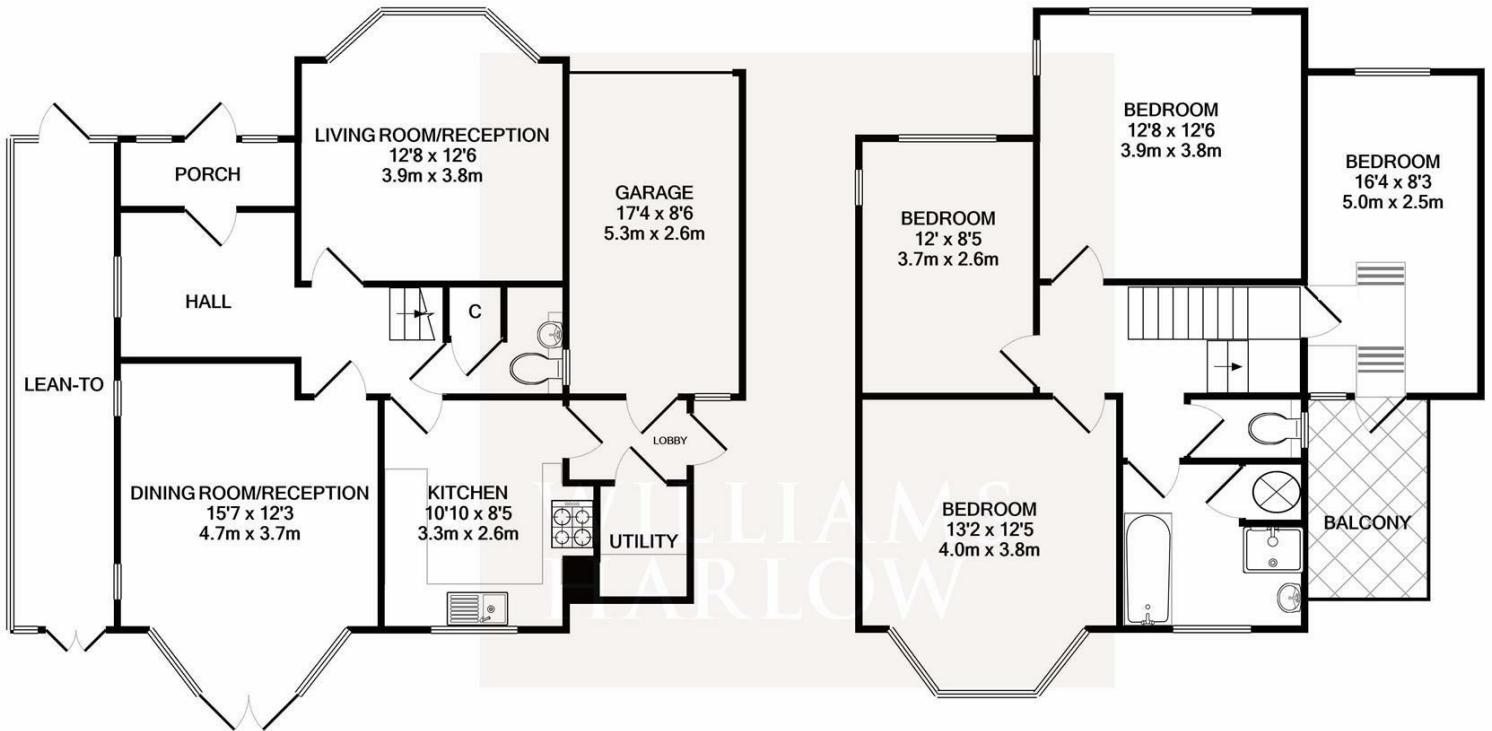 LIVING ROOM/RECEPTION
12'8 x 12'6
3.9m x 3.8m
PORCH
GARAGE
17'4 x 8'6
5.3m x 2.6m
HALL
C
LEAN-TO
LOBBY
DINING ROOM/RECEPTION
15'7 x 12'3
4.7m x 3.7m
KITCHEN
10'10 x 8'5
3.3m x 2.6m
UTILITY
BEDROOM
12'8 x 12'6
3.9m x 3.8m
BEDROOM
16'4 x 8'3
5.0m x 2.5m
BEDROOM
12' x 8'5
3.7m x 2.6m
BEDROOM
13'2 x 12'5
4.0m x 3.8m
BALCONY
WILLIAMS
HARLOW